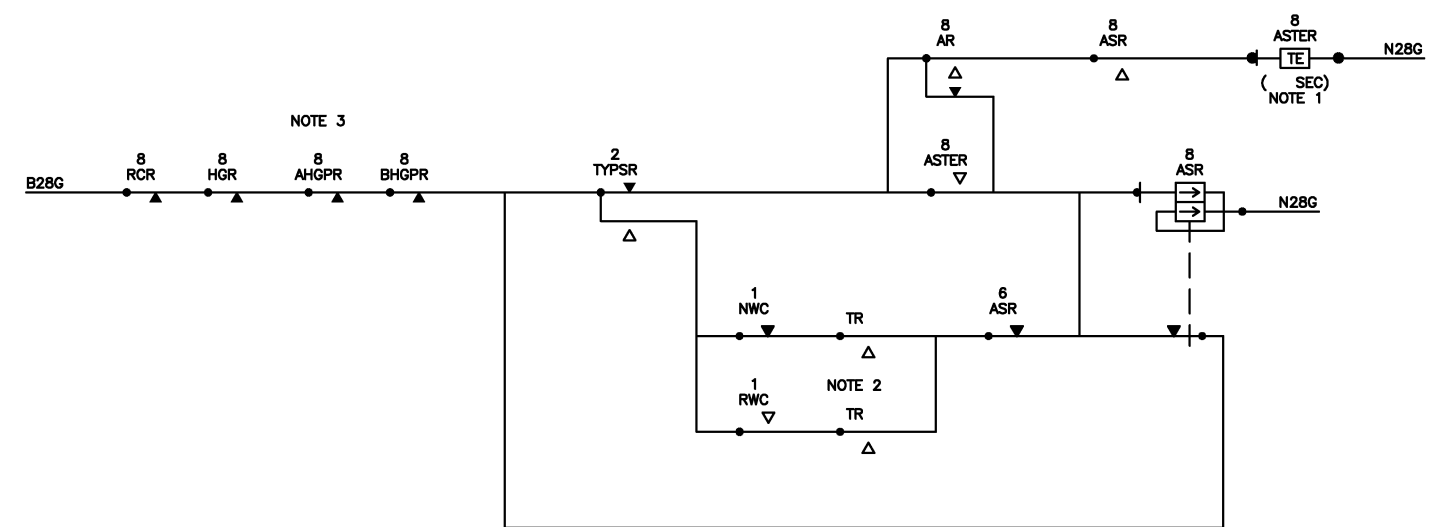 8
AR
8
ASR
8
ASTER
TE
N28G
( SEC)
NOTE 1
NOTE 3
B28G
8
RCR
8
HGR
8
AHGPR
8
BHGPR
2
TYPSR
8
ASTER
8
ASR
N28G
1
NWC
TR
6
ASR
1
RWC
NOTE 2
TR